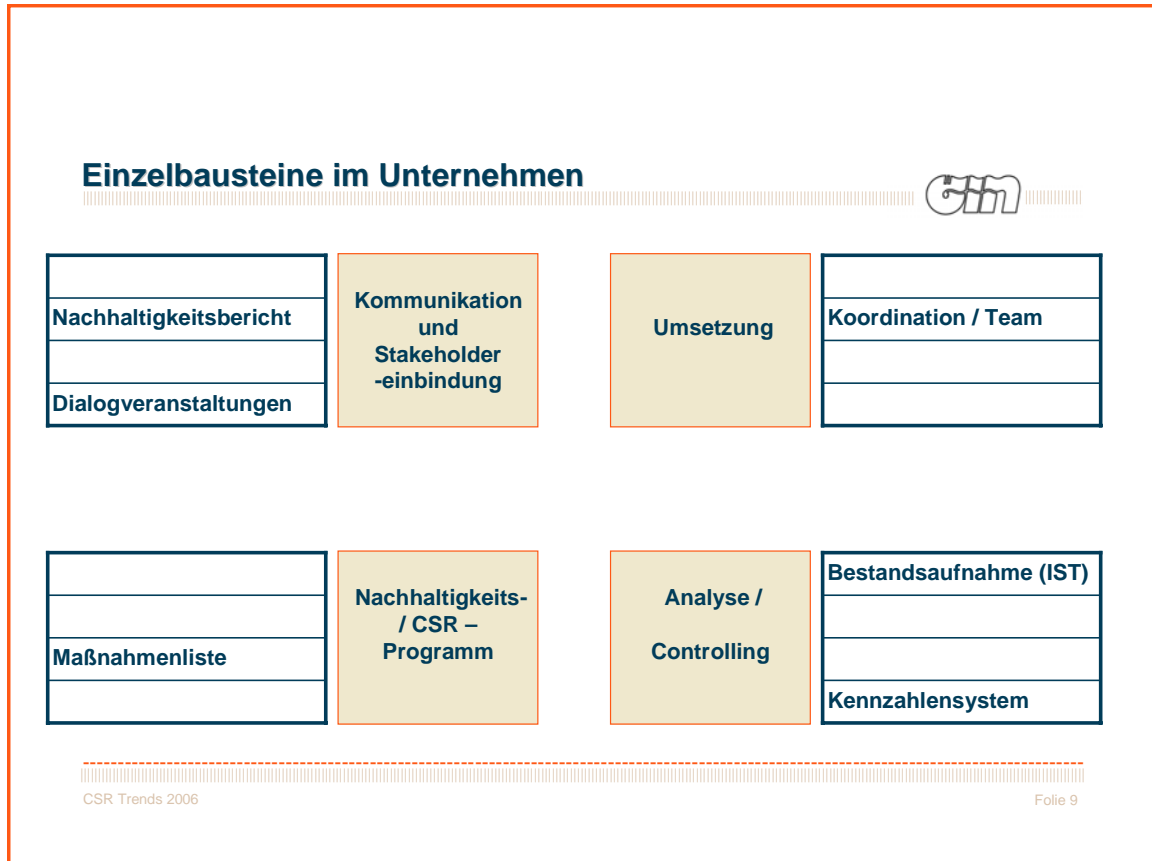 Einzelbausteine im Unternehmen
cin
Nachhaltigkeitsbericht
Dialogveranstaltungen
Kommunikation
und
Stakeholder
-einbindung
Umsetzung
Koordination / Team
Maßnahmenliste
Nachhaltigkeits-
/ CSR –
Programm
Analyse /
Controlling
Bestandsaufnahme (IST)
Kennzahlensystem
CSR Trends 2006
Folie 9